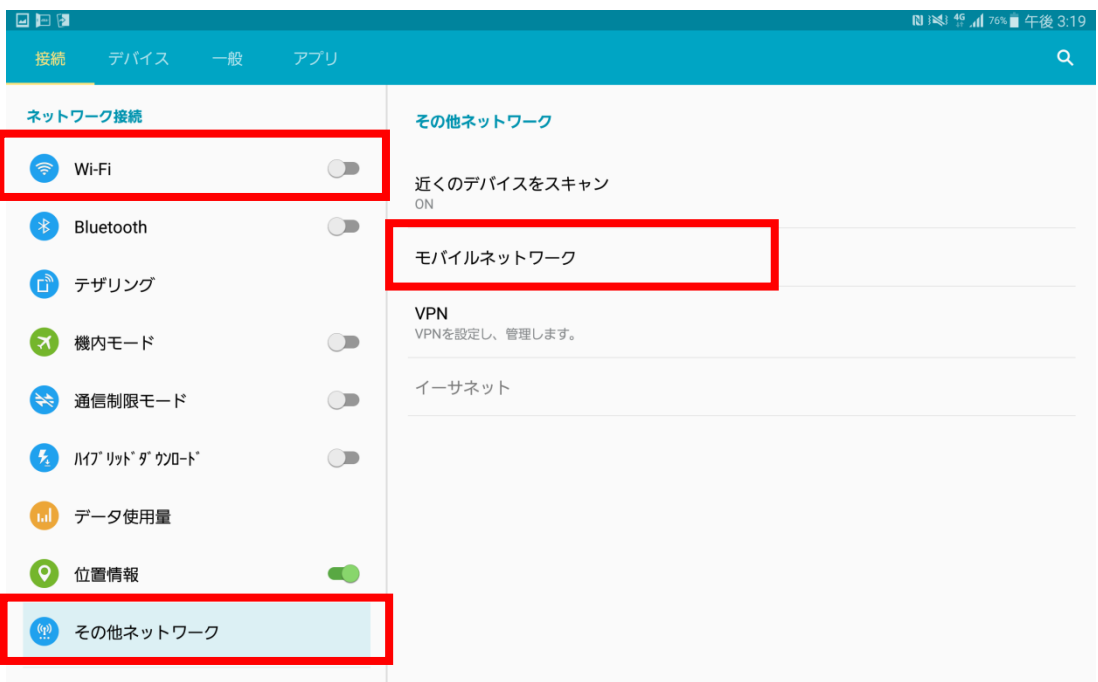 4G 76% 午後 3:19
接続 デバイス 一般 アプリ
ネットワーク接続
Wi-Fi
Bluetooth
テザリング
機内モード
通信制限モード
ﾊｲﾌﾞﾘｯﾄﾞﾀﾞｳﾝﾛｰﾄﾞ
データ使用量
位置情報
その他ネットワーク
その他ネットワーク
近くのデバイスをスキャン
ON
モバイルネットワーク
VPN
VPNを設定し、管理します。
イーサネット